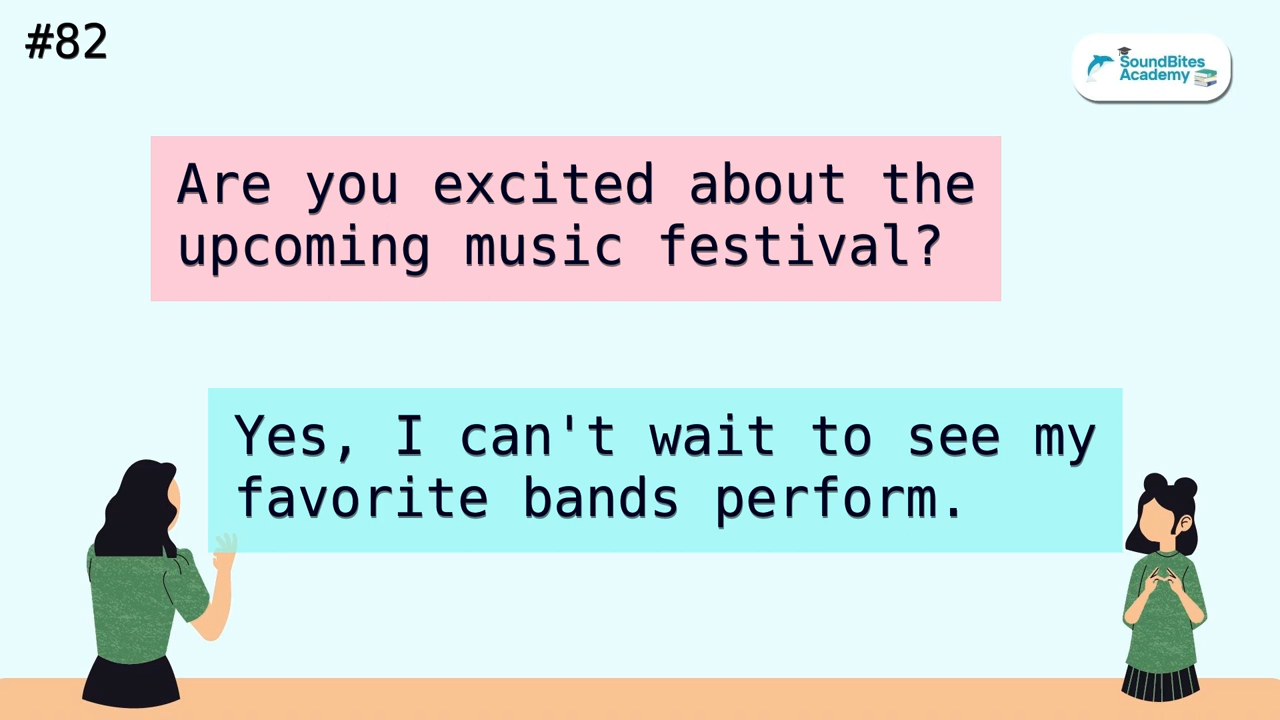 #82
SoundBites
Academy
Are you excited about the
upcoming music festival?
Yes, I can't wait to see my
favorite bands perform.